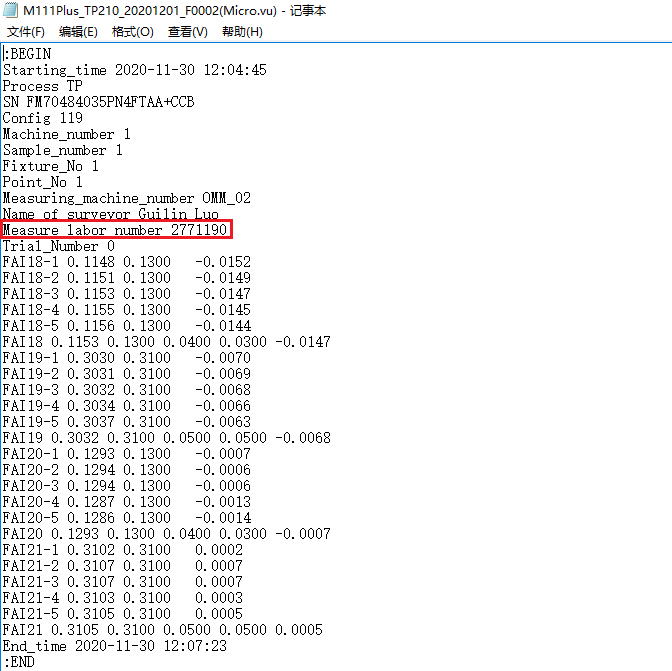 M111Plus_TP210_20201201_F0002(Micro.vu) - 记事本
文件(F) 编辑(E) 格式(O) 查看(V) 帮助(H)
:BEGIN
Starting_time 2020-11-30 12:04:45
Process TP
SN FM70484035PN4FTAA+CCB
Config 119
Machine_number 1
Sample_number 1
Fixture_No 1
Point_No 1
Measuring_machine_number OMM_02
Name of surveyor Guilin Luo
Measure labor number 2771190
Trial_Number 0
FAI18-1 0.1148 0.1300   -0.0152
FAI18-2 0.1151 0.1300   -0.0149
FAI18-3 0.1153 0.1300   -0.0147
FAI18-4 0.1155 0.1300   -0.0145
FAI18-5 0.1156 0.1300   -0.0144
FAI18 0.1153 0.1300 0.0400 0.0300 -0.0147
FAI19-1 0.3030 0.3100   -0.0070
FAI19-2 0.3031 0.3100   -0.0069
FAI19-3 0.3032 0.3100   -0.0068
FAI19-4 0.3034 0.3100   -0.0066
FAI19-5 0.3037 0.3100   -0.0063
FAI19 0.3032 0.3100 0.0500 0.0500 -0.0068
FAI20-1 0.1293 0.1300   -0.0007
FAI20-2 0.1294 0.1300   -0.0006
FAI20-3 0.1294 0.1300   -0.0006
FAI20-4 0.1287 0.1300   -0.0013
FAI20-5 0.1286 0.1300   -0.0014
FAI20 0.1293 0.1300 0.0400 0.0300 -0.0007
FAI21-1 0.3102 0.3100   0.0002
FAI21-2 0.3107 0.3100   0.0007
FAI21-3 0.3107 0.3100   0.0007
FAI21-4 0.3103 0.3100   0.0003
FAI21-5 0.3105 0.3100   0.0005
FAI21 0.3105 0.3100 0.0500 0.0500 0.0005
End_time 2020-11-30 12:07:23
:END